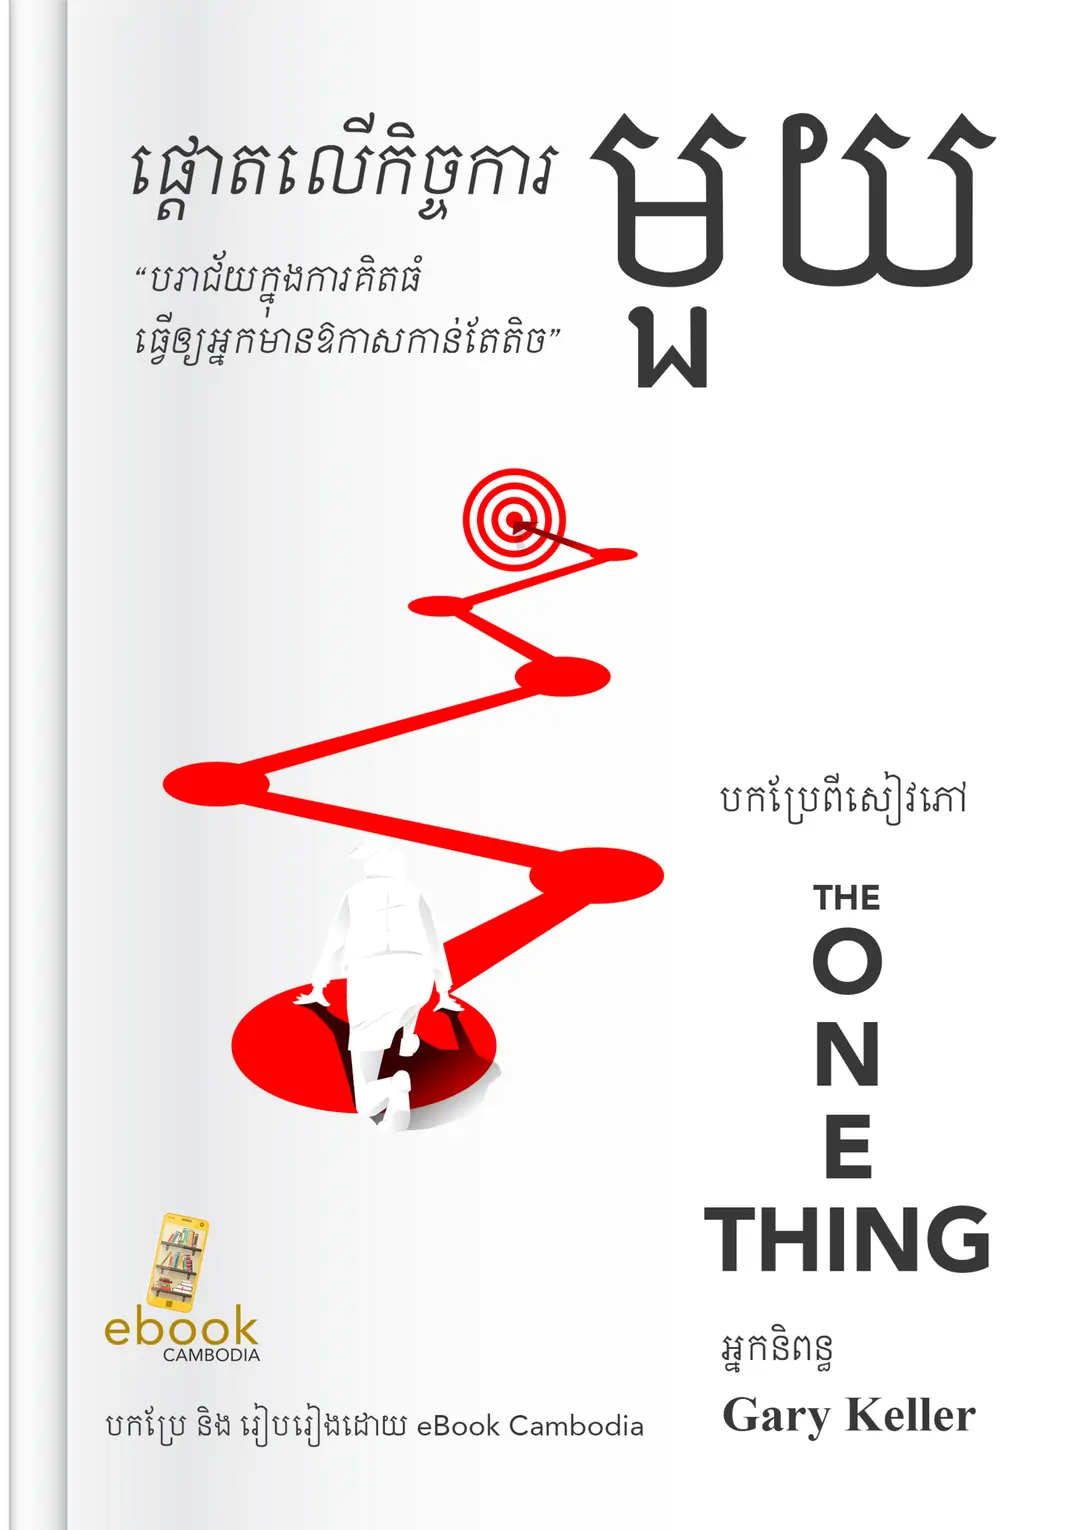 ផ្តោតលើកិច្ចការ មួយ
“បរាជ័យក្នុងការគិតធំ
ធ្វើឲ្យអ្នកមានឱកាសកាន់តែតិច”
បកប្រែពីសៀវភៅ
THE
O
N
E
THING
អ្នកនិពន្ធ
Gary Keller
ebook
CAMBODIA
បកប្រែ និង រៀបរៀងដោយ eBook Cambodia